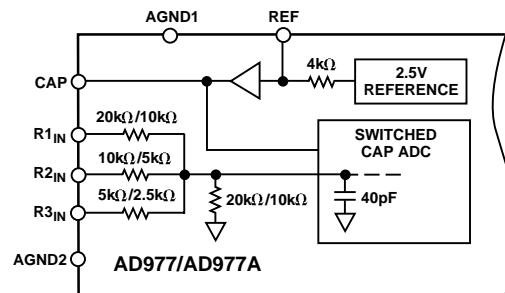 AGND1
REF
CAP
4kΩ
2.5V
REFERENCE
R1IN
20kΩ/10kΩ
SWITCHED
CAP ADC
R2IN
10kΩ/5kΩ
R3IN
5kΩ/2.5kΩ
20kΩ/10kΩ
40pF
AGND2
AD977/AD977A